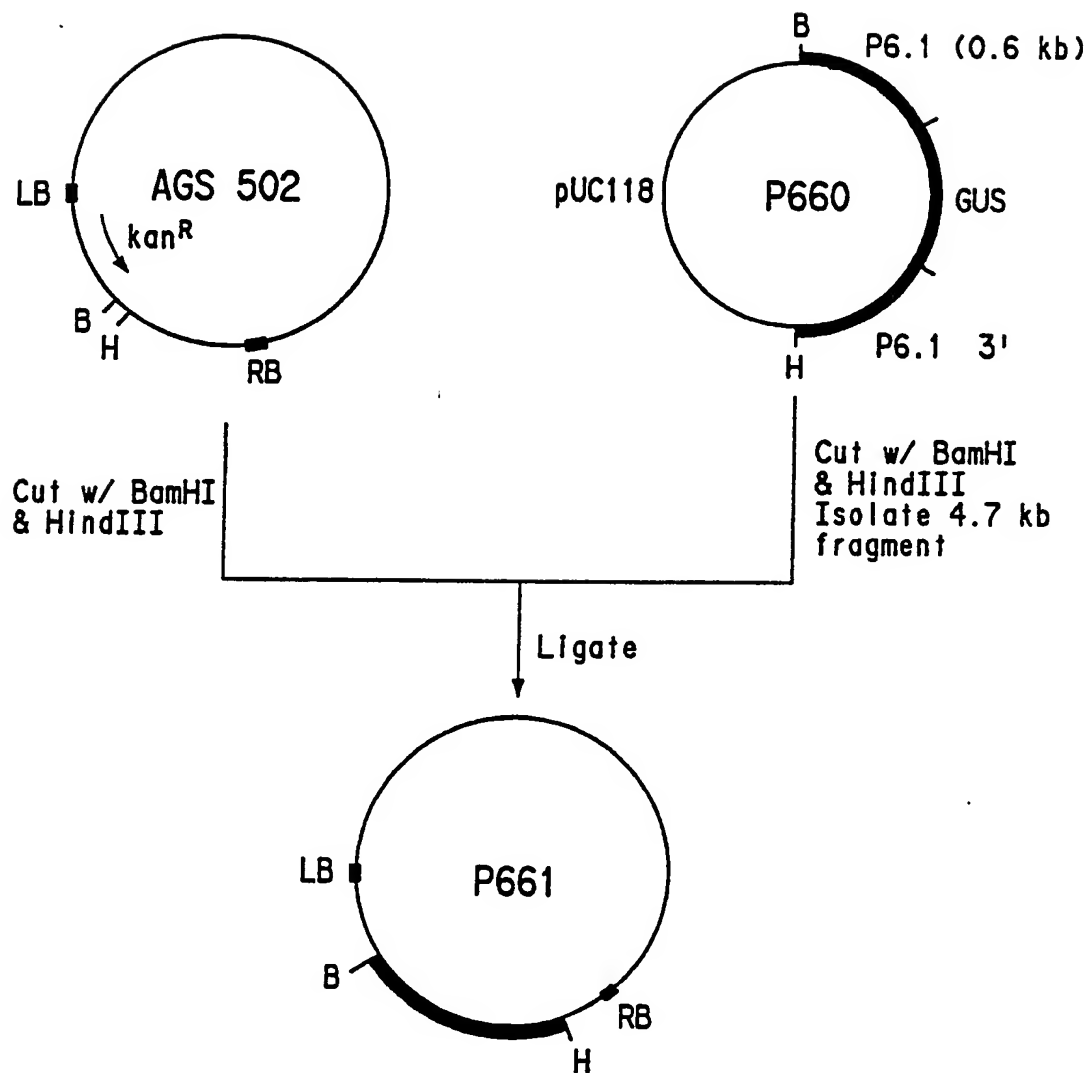 B
P6.1 (0.6 kb)
AGS 502
LB
kanR
B
H
RB
pUC118
P660
GUS
P6.1 3'
H
Cut w/ BamHI
& HindIII
Cut w/ BamHI
& HindIII
Isolate 4.7 kb
fragment
Ligate
LB
P661
B
RB
H